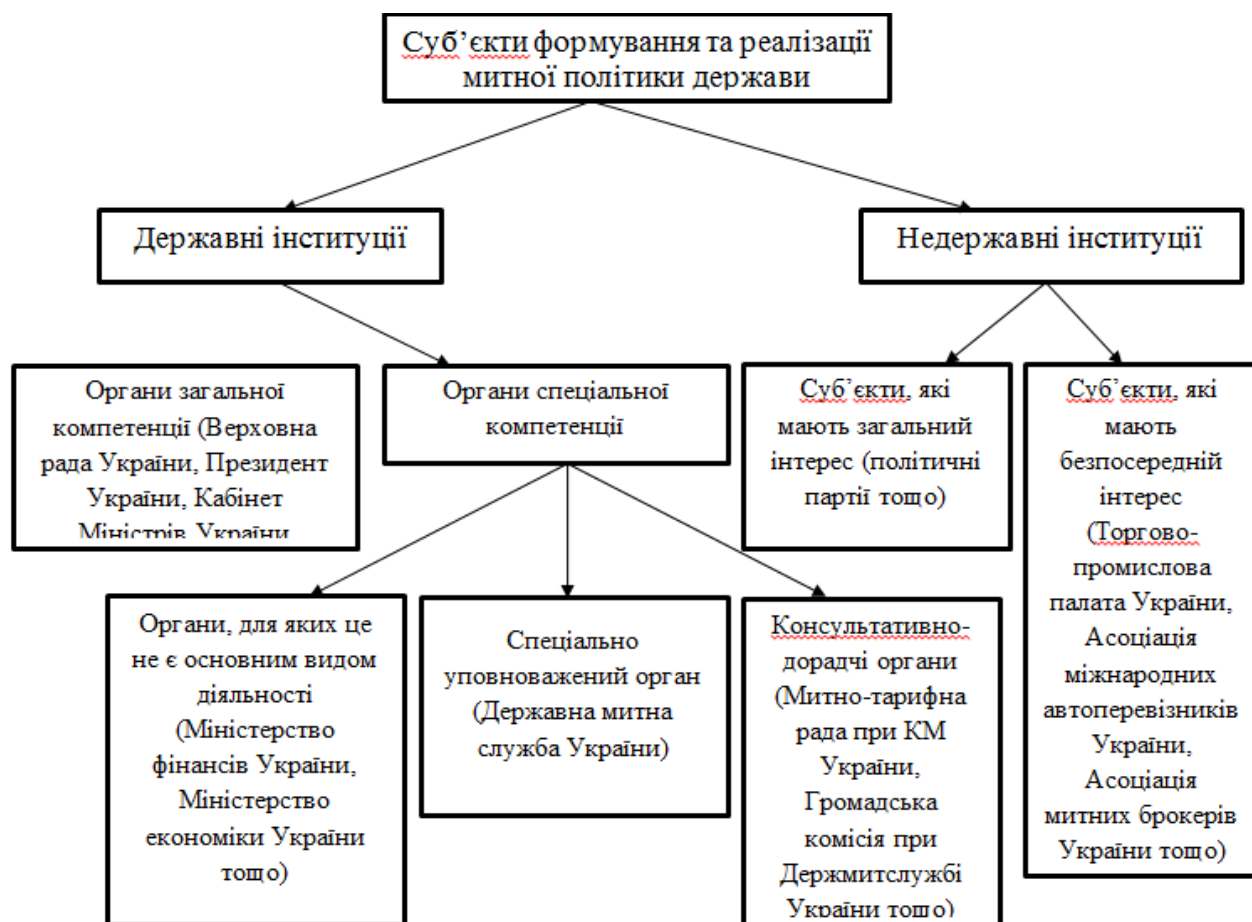 Суб’єкти формування та реалізації
митної політики держави
Державні інституції
Недержавні інституції
Органи загальної
компетенції (Верховна
рада України, Президент
України, Кабінет
Міністрів України
Органи спеціальної
компетенції
Суб’єкти, які
мають загальний
інтерес (політичні
партії тощо)
Суб’єкти, які
мають
безпосередній
інтерес
(Торгово-
промислова
палата України,
Асоціація
міжнародних
автоперевізників
України,
Асоціація
митних брокерів
України тощо)
Органи, для яких це
не є основним видом
діяльності
(Міністерство
фінансів України,
Міністерство
економіки України
тощо)
Спеціально
уповноважений орган
(Державна митна
служба України)
Консультативно-
дорадчі органи
(Митно-тарифна
рада при КМ
України,
Громадська
комісія при
Держмитслужбі
України тощо)